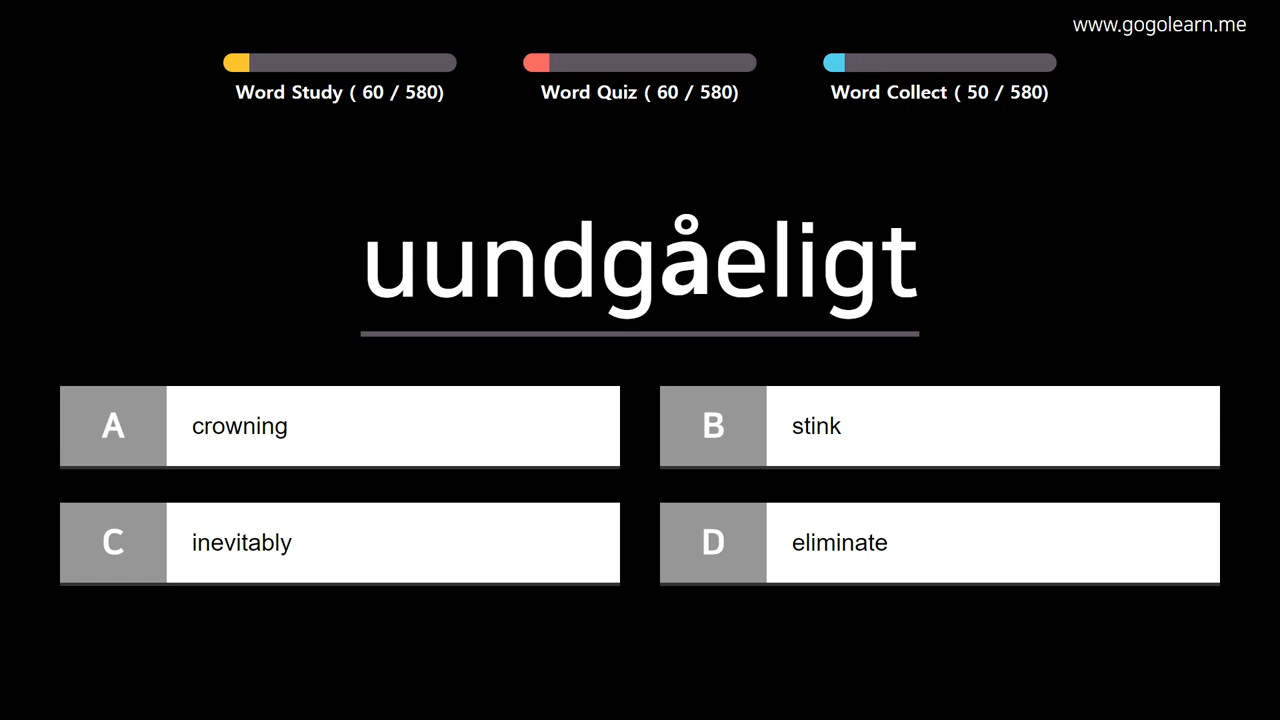 www.gogolearn.me
Word Study ( 60 / 580)
Word Quiz ( 60 / 580)
Word Collect ( 50 / 580)
uundgåeligt
A crowning
B stink
C inevitably
D eliminate